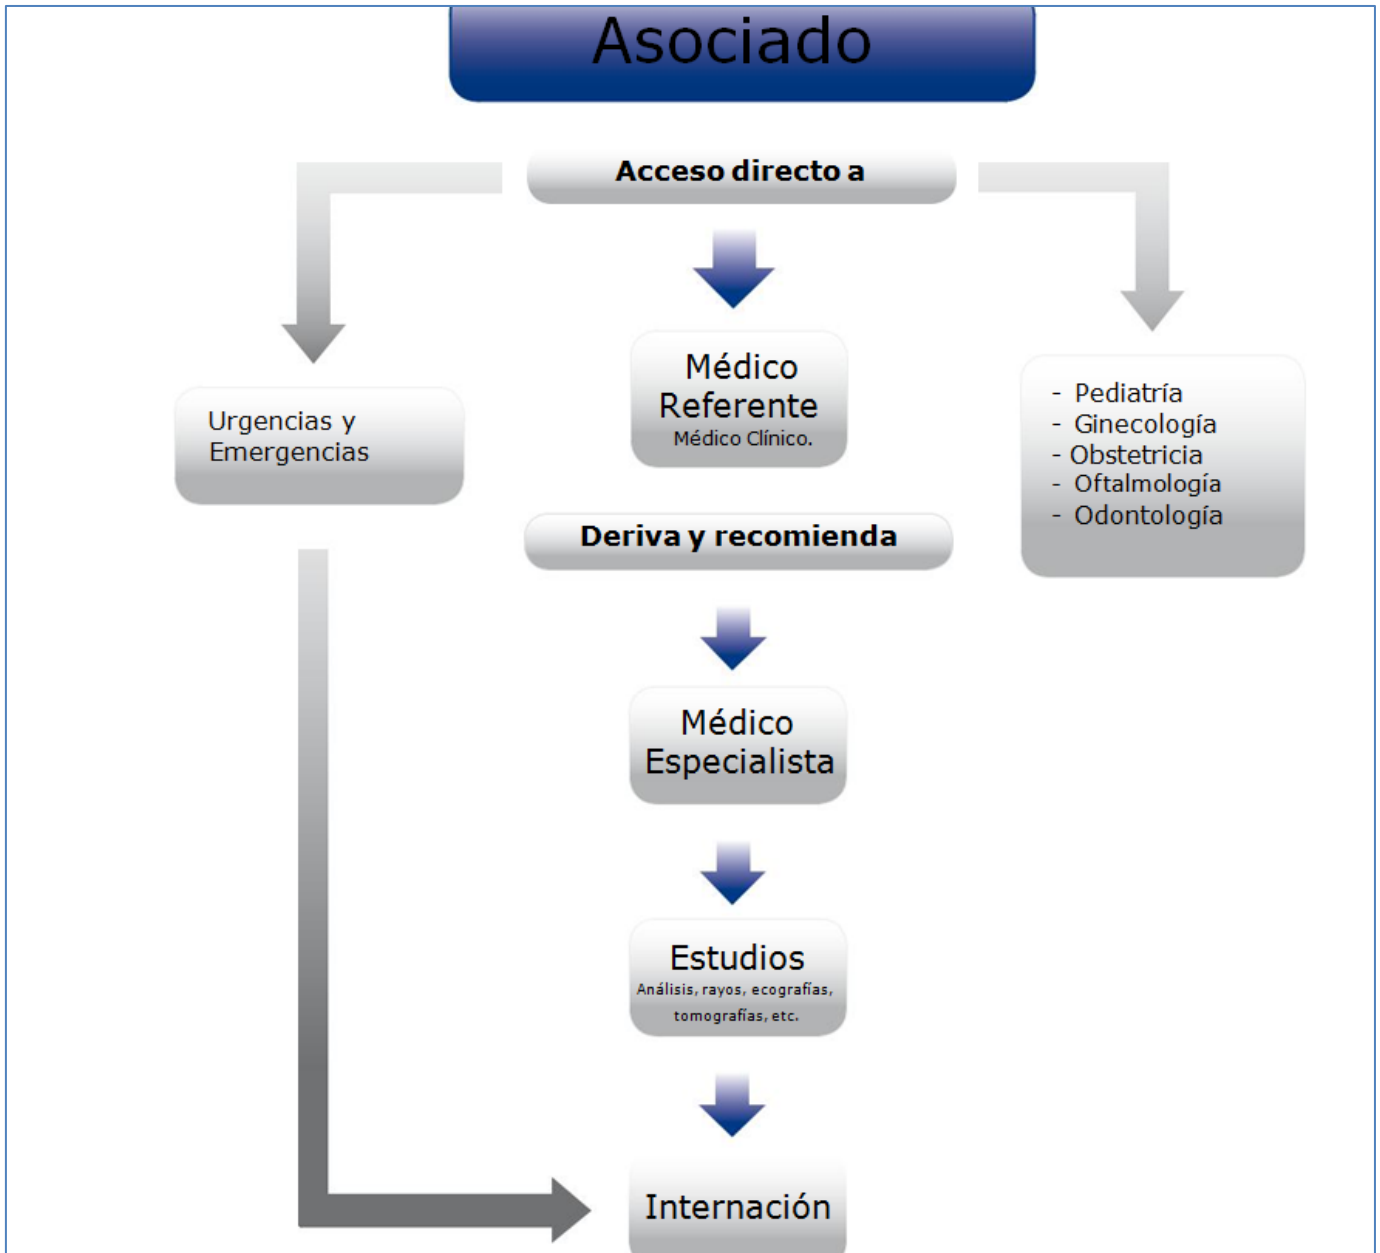 Asociado
Acceso directo a
Médico
Referente
Médico Clínico.
Urgencias y
Emergencias
- Pediatría
- Ginecología
- Obstetricia
- Oftalmología
- Odontología
Deriva y recomienda
Médico
Especialista
Estudios
Análisis, rayos, ecografías,
tomografías, etc.
Internación